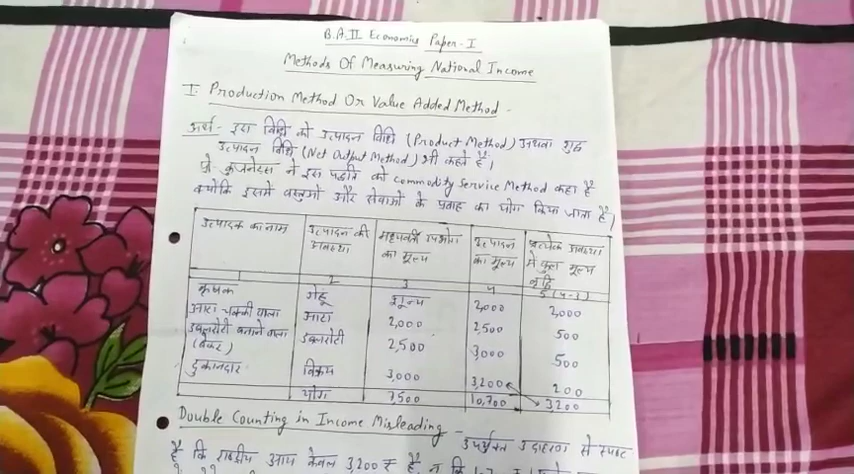 B.A II Economics Paper-I
Methods Of Measuring National Income
I. Production Method Or Value Added Method -
अर्थ - इस विधि को उत्पादन विधि (Product Method) अथवा शुद्ध
उत्पादन विधि (Net Output Method) भी कहते हैं।
प्रो कुजनेट्स ने इस पद्धति को Commodity Service Method कहा है
क्योंकि इसमें वस्तुओं और सेवाओं के प्रवाह का योग किया जाता है।
उत्पादक का नाम उत्पादन की अवस्था मध्यवर्ती उपभोग का मूल्य उत्पादन का मूल्य प्रत्येक अवस्था में कुल मूल्य वृद्धि
1 2 3 4 5 (4-3)
कृषक गेहूं शून्य 2,000 2,000
आटा चक्की वाला आटा 2,000 2500 500
डबलरोटी बनाने वाला (बेकर) डबलरोटी 2,500 3000 500
दुकानदार विक्रय 3,000 3,200 200
योग 7,500 10,700 3,200
Double Counting in Income Misleading - उपर्युक्त उदाहरण से स्पष्ट
है कि राष्ट्रीय आय केवल 3,200 ₹ है न कि